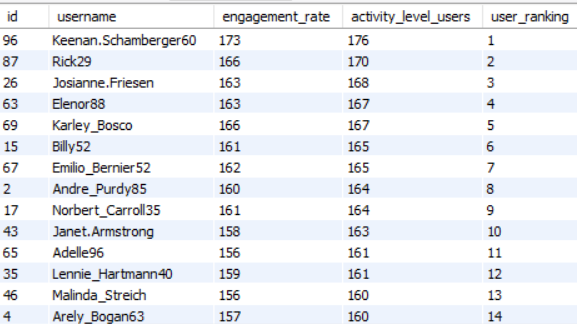 id username engagement_rate activity_level_users user_ranking
96 Keenan.Schamberger60 173 176 1
87 Rick29 166 170 2
26 Josianne.Friesen 163 168 3
63 Elenor88 163 167 4
69 Karley_Bosco 166 167 5
15 Billy52 161 165 6
67 Emilio_Bernier52 162 165 7
2 Andre_Purdy85 160 164 8
17 Norbert_Carroll35 161 164 9
43 Janet.Armstrong 158 163 10
65 Adelle96 156 161 11
35 Lennie_Hartmann40 159 161 12
46 Malinda_Streich 156 160 13
4 Arely_Bogan63 157 160 14